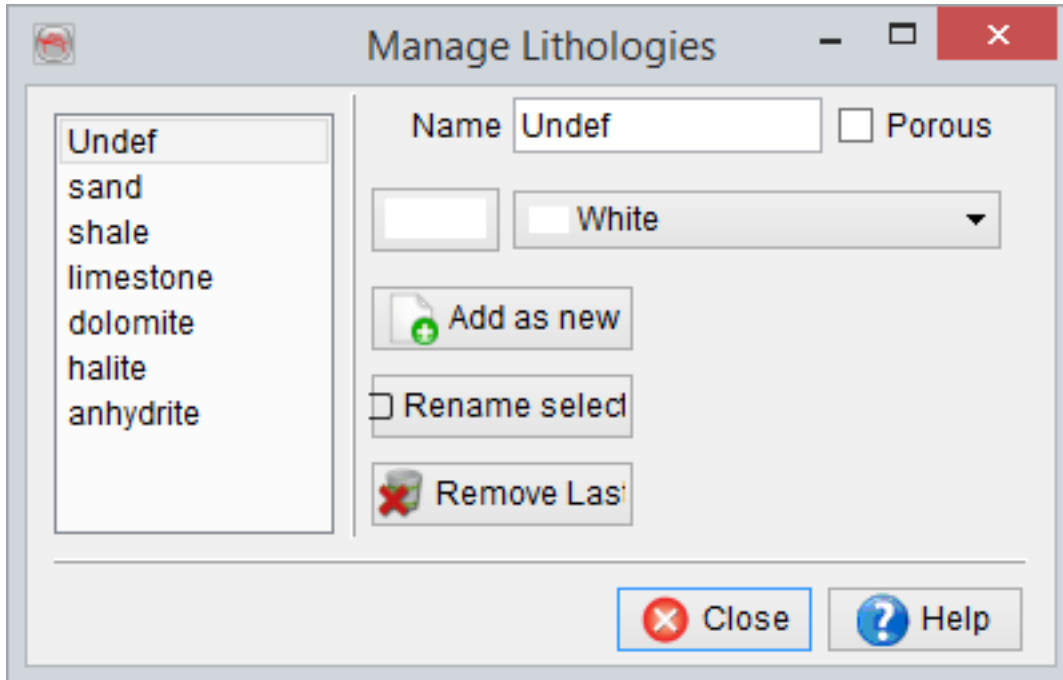 Manage Lithologies
Undef
sand
shale
limestone
dolomite
halite
anhydrite
Name Undef Porous
White
Add as new
Rename select
Remove Las
Close Help